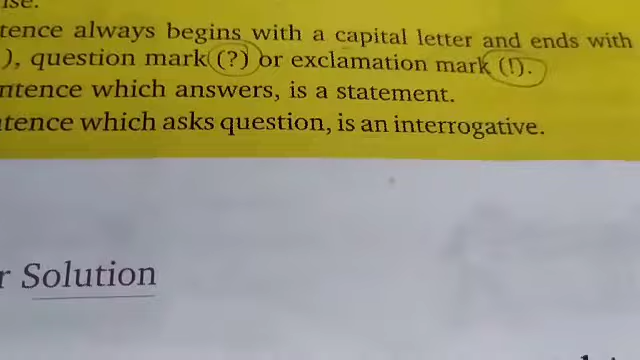 tence always begins with a capital letter and ends with
), question mark (?) or exclamation mark (!).
ntence which answers, is a statement.
tence which asks question, is an interrogative.
r Solution